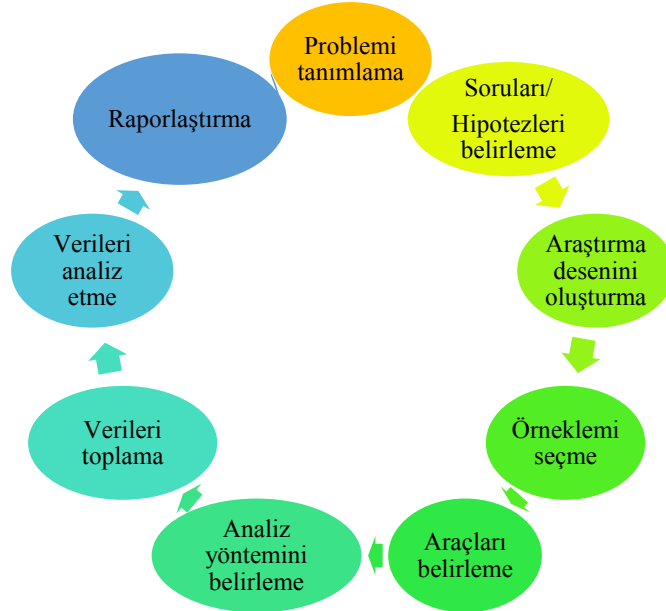 Problemi
tanımlama
Soruları/
Hipotezleri
belirleme
Araştırma
desenini
oluşturma
Örneklemi
seçme
Araçları
belirleme
Analiz
yöntemini
belirleme
Verileri
toplama
Verileri
analiz
etme
Raporlaştırma